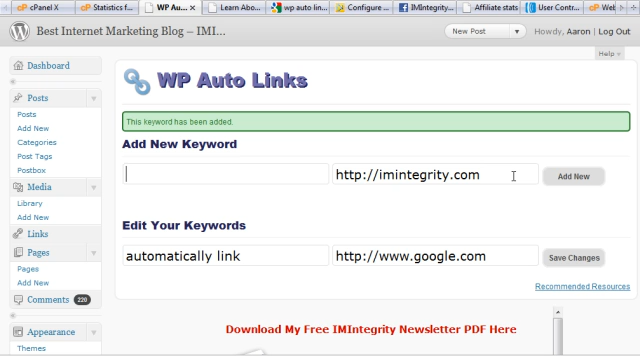 cPanel X
Statistics f...
WP Au...
Learn Abo...
wp auto lin...
Configure ...
IMIntegrity...
Affiliate stats
User Contr...
Web
Best Internet Marketing Blog – IMI...
New Post
Howdy, Aaron | Log Out
Help
Dashboard
WP Auto Links
Posts
This keyword has been added.
Posts
Add New
Add New Keyword
Categories
Post Tags
http://imintegrity.com
Add New
Postbox
Media
Library
Add New
Edit Your Keywords
Links
Pages
automatically link
http://www.google.com
Save Changes
Pages
Add New
Recommended Resources
Comments 220
Download My Free IMIntegrity Newsletter PDF Here
Appearance
Themes